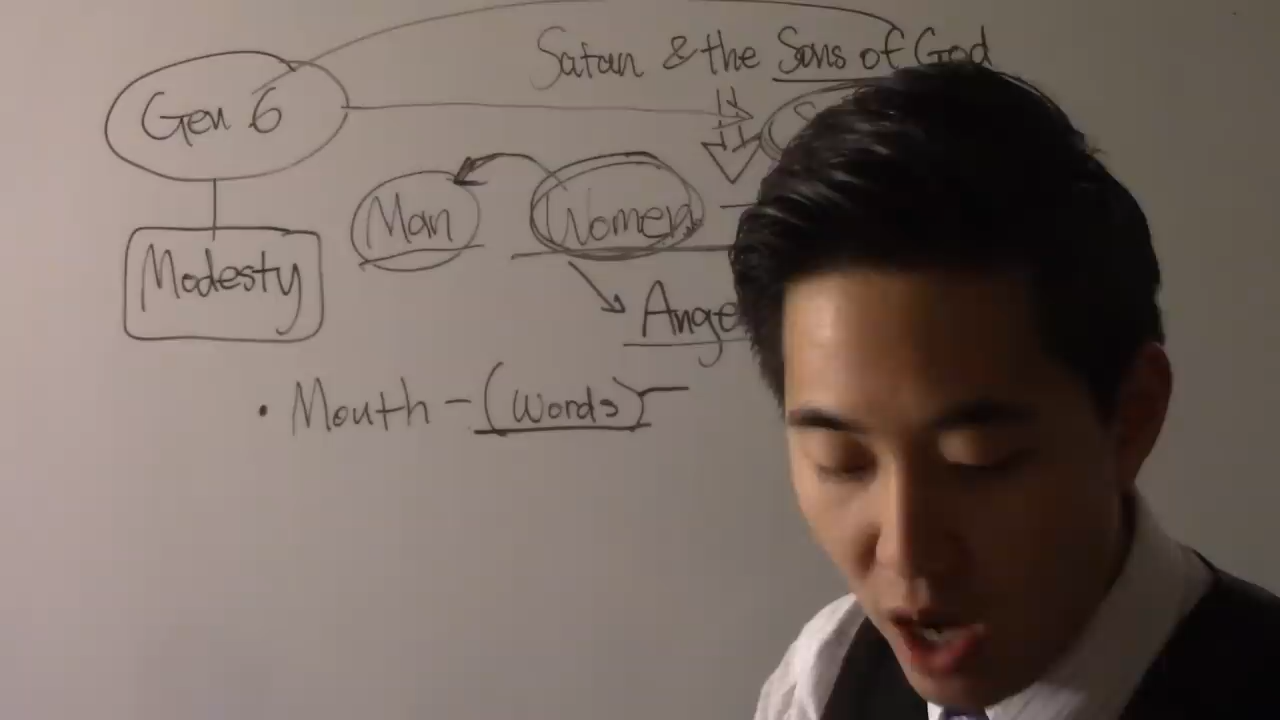 Satan & the Sons of God
Gen 6
Man
Women
Modesty
Ange
• Mouth - (Words)